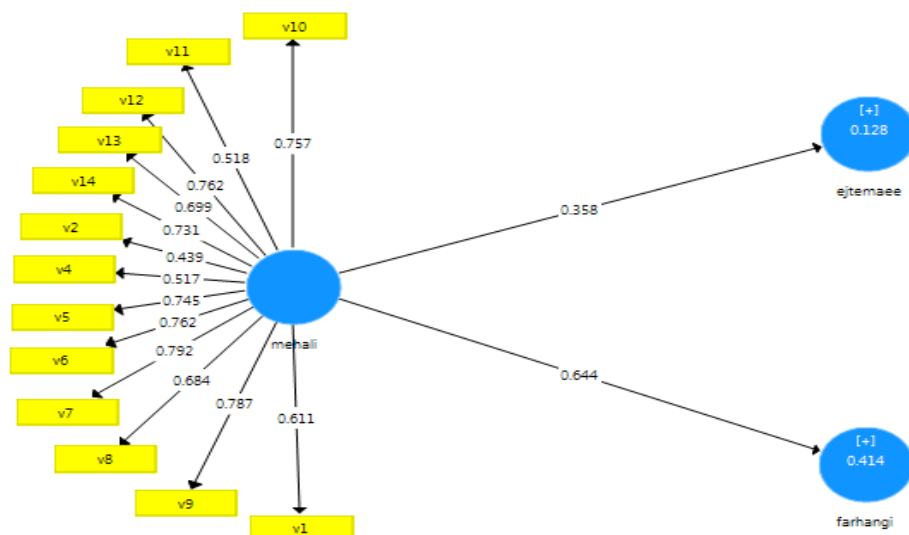 v10
v11
v12
v13
v14
v2
v4
v5
v6
v7
v8
v9
v1
0.757
0.518
0.762
0.699
0.731
0.439
0.517
0.745
0.762
0.792
0.684
0.787
0.611
mehali
0.358
0.644
[+]
0.128
ejtemaee
[+]
0.414
farhangi